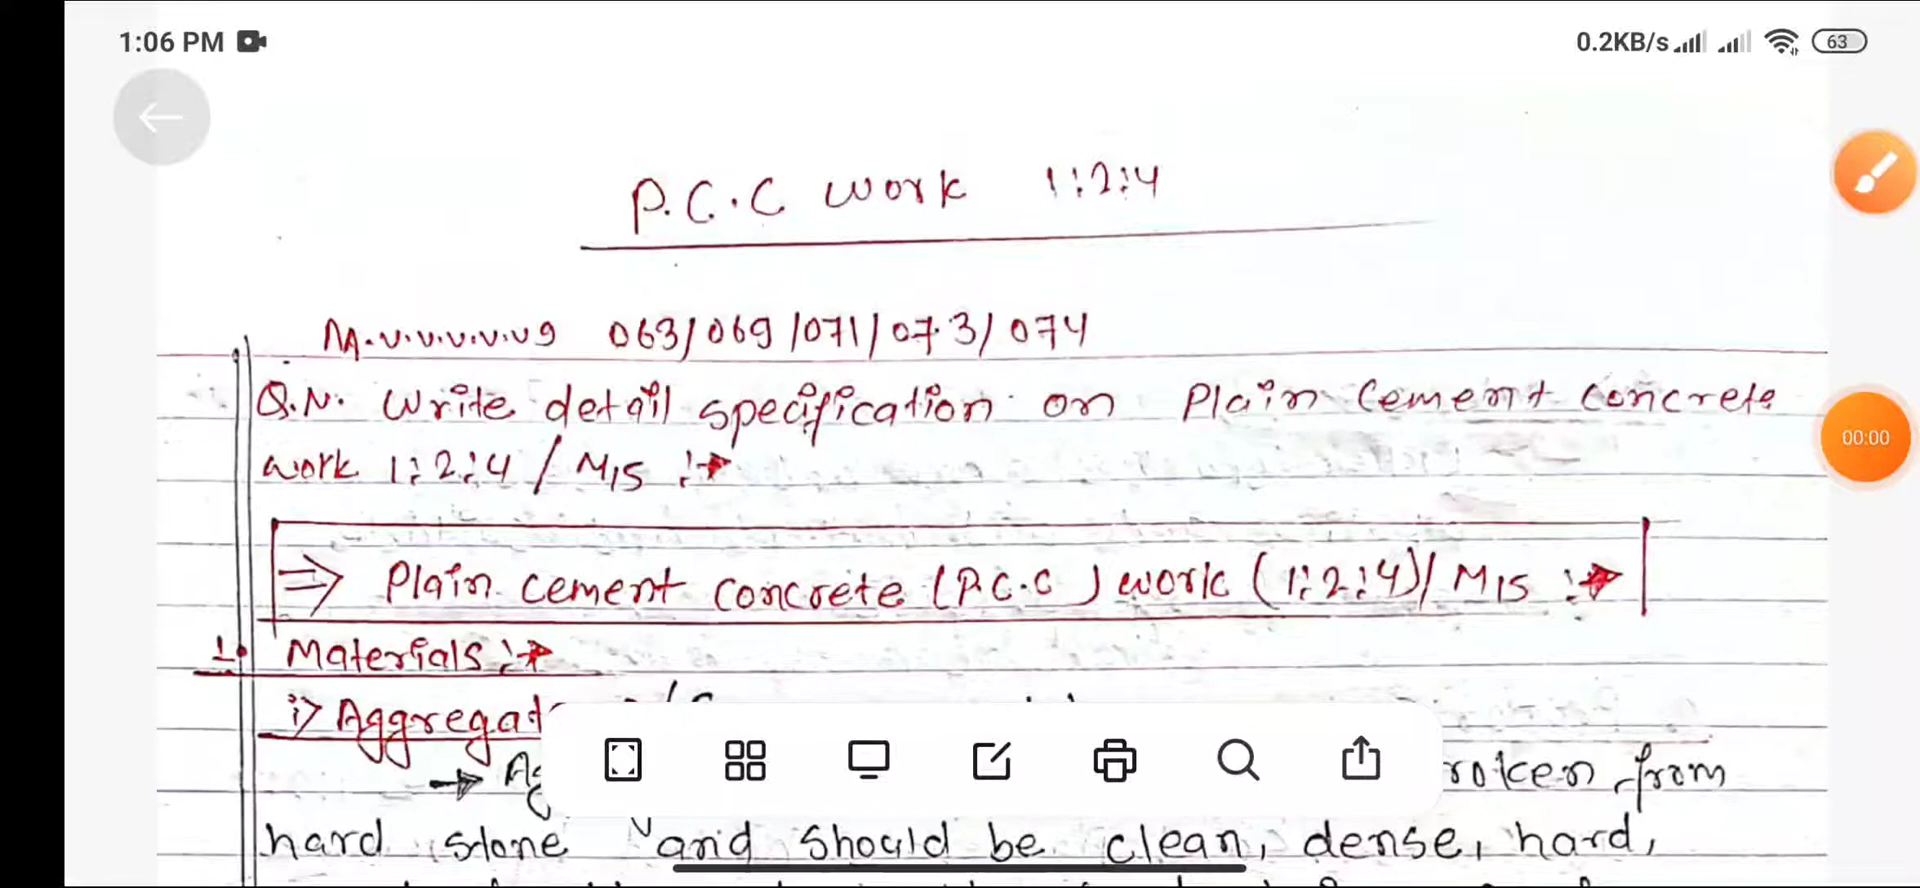 1:06 PM
0.2KB/s 63
P.C.C work 1:2:4
M.v.v.v.v.v9 063/069/071/073/074
00:00
Q.N. Write detail specification on Plain Cement Concrete
work 1:2:4 / M15 :→
⇒ Plain cement concrete (P.C.C) work (1:2:4)/ M15 :→
1. Materials :→
i> Aggregat
→ Ag roken from
hard stone and should be clean, dense, hard,